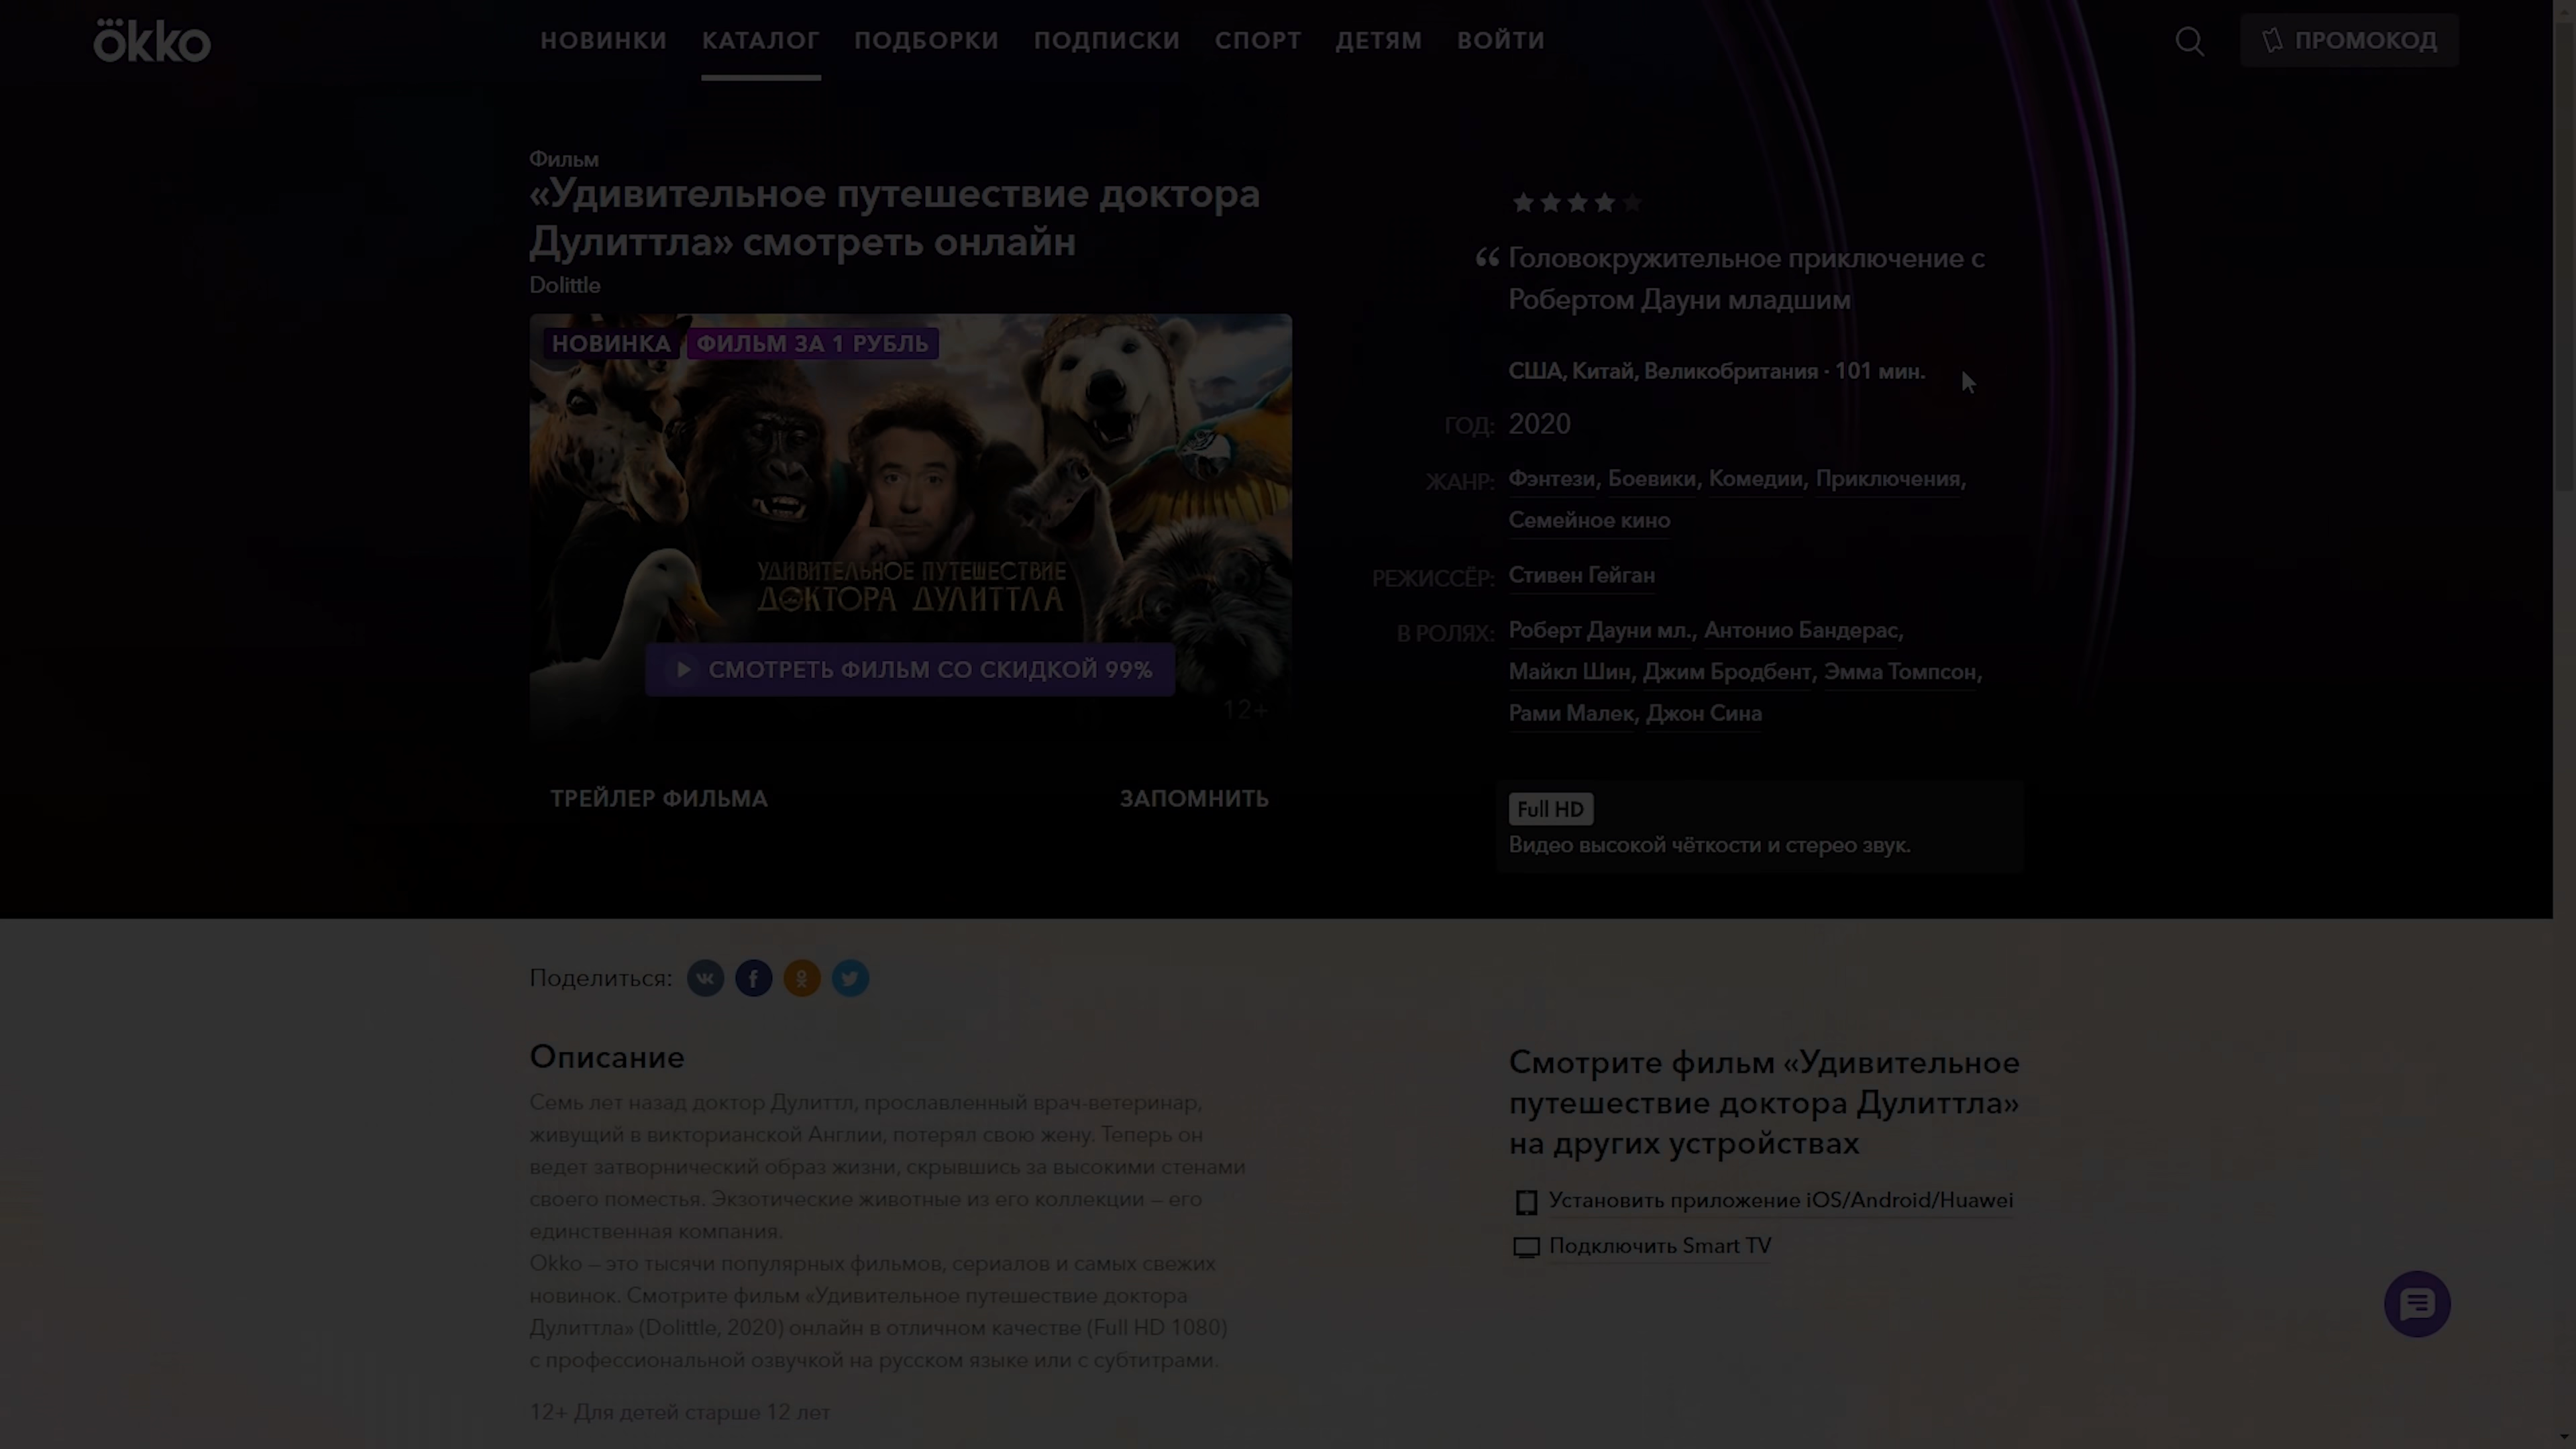 okko
НОВИНКИ КАТАЛОГ ПОДБОРКИ ПОДПИСКИ СПОРТ ДЕТЯМ ВОЙТИ ПРОМОКОД
Фильм
«Удивительное путешествие доктора
Дулиттла» смотреть онлайн
Dolittle
НОВИНКА ФИЛЬМ ЗА 1 РУБЛЬ
УДИВИТЕЛЬНОЕ ПУТЕШЕСТВИЕ
ДОКТОРА ДУЛИТТЛА
СМОТРЕТЬ ФИЛЬМ СО СКИДКОЙ 99%
12+
ТРЕЙЛЕР ФИЛЬМА ЗАПОМНИТЬ
“ Головокружительное приключение с
Робертом Дауни младшим
США, Китай, Великобритания · 101 мин.
ГОД: 2020
ЖАНР: Фэнтези, Боевики, Комедии, Приключения,
Семейное кино
РЕЖИССЁР: Стивен Гейган
В РОЛЯХ: Роберт Дауни мл., Антонио Бандерас,
Майкл Шин, Джим Бродбент, Эмма Томпсон,
Рами Малек, Джон Сина
Full HD
Видео высокой чёткости и стерео звук.
Поделиться:
Описание
Семь лет назад доктор Дулиттл, прославленный врач-ветеринар,
живущий в викторианской Англии, потерял свою жену. Теперь он
ведет затворнический образ жизни, скрывшись за высокими стенами
своего поместья. Экзотические животные из его коллекции – его
единственная компания.
Okko – это тысячи популярных фильмов, сериалов и самых свежих
новинок. Смотрите фильм «Удивительное путешествие доктора
Дулиттла» (Dolittle, 2020) онлайн в отличном качестве (Full HD 1080)
с профессиональной озвучкой на русском языке или с субтитрами.
12+ Для детей старше 12 лет
Смотрите фильм «Удивительное
путешествие доктора Дулиттла»
на других устройствах
Установить приложение iOS/Android/Huawei
Подключить Smart TV